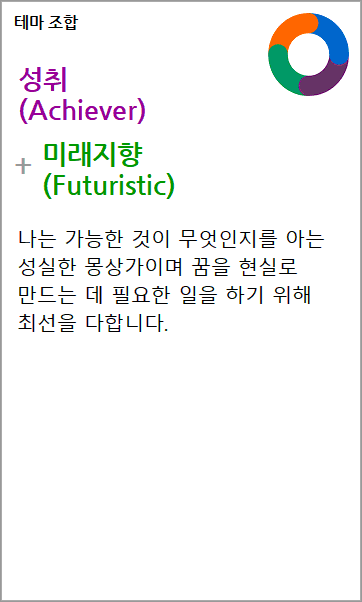 테마 조합
성취
(Achiever)
+ 미래지향
(Futuristic)
나는 가능한 것이 무엇인지를 아는
성실한 몽상가이며 꿈을 현실로
만드는 데 필요한 일을 하기 위해
최선을 다합니다.